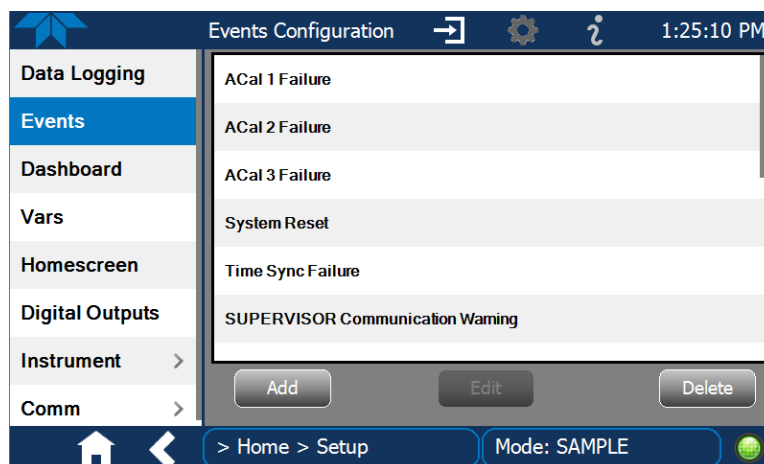 Events Configuration
1:25:10 PM
Data Logging
Events
Dashboard
Vars
Homescreen
Digital Outputs
Instrument >
Comm >
ACal 1 Failure
ACal 2 Failure
ACal 3 Failure
System Reset
Time Sync Failure
SUPERVISOR Communication Warning
Add
Edit
Delete
> Home > Setup
Mode: SAMPLE